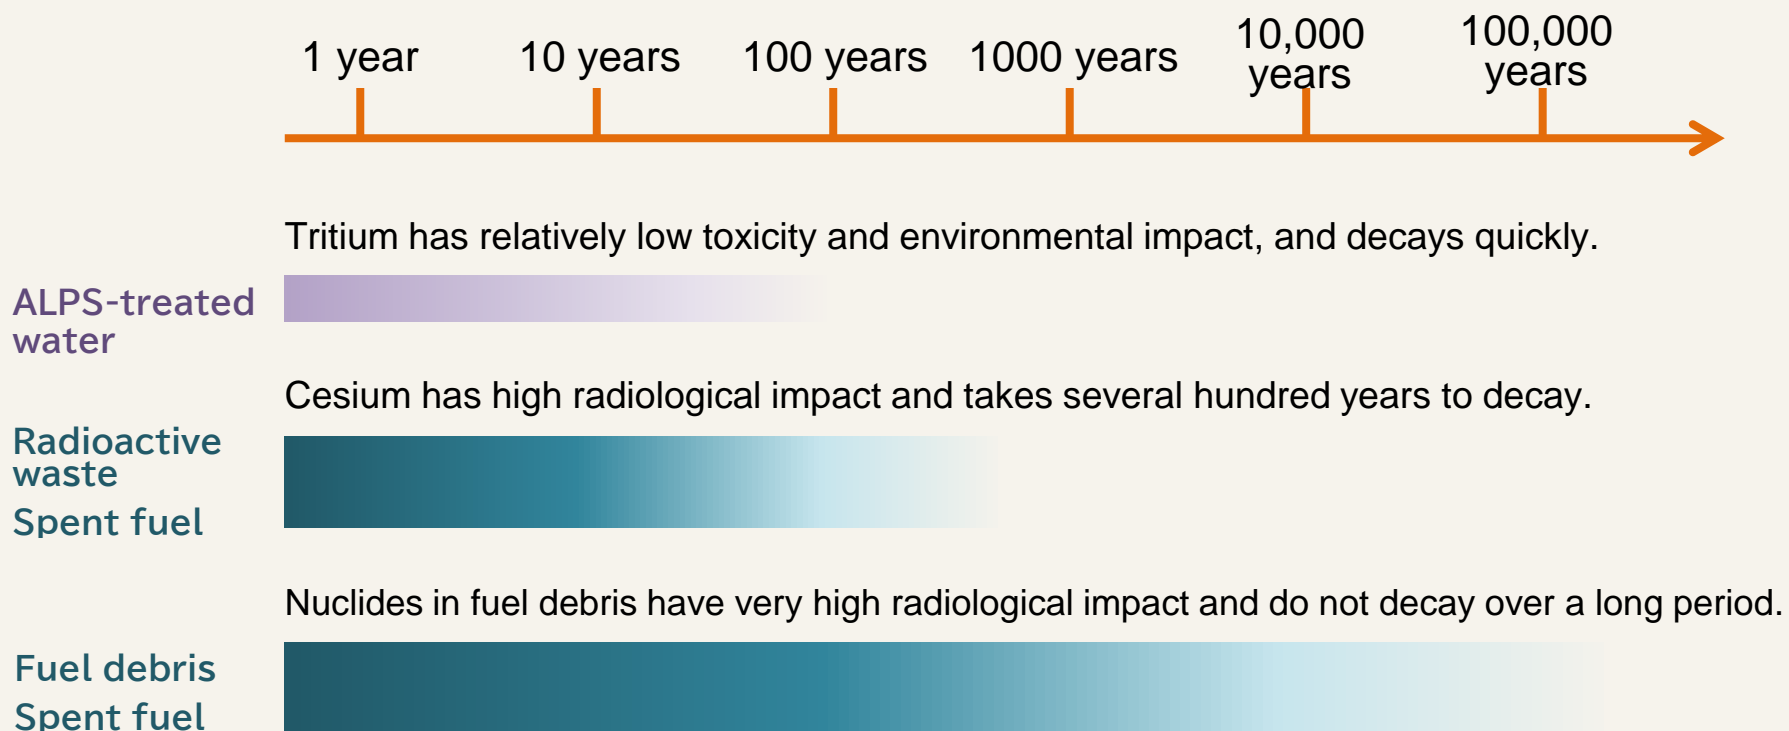 1 year 10 years 100 years 1000 years 10,000
years 100,000
years
Tritium has relatively low toxicity and environmental impact, and decays quickly.
ALPS-treated
water
Cesium has high radiological impact and takes several hundred years to decay.
Radioactive
waste
Spent fuel
Nuclides in fuel debris have very high radiological impact and do not decay over a long period.
Fuel debris
Spent fuel